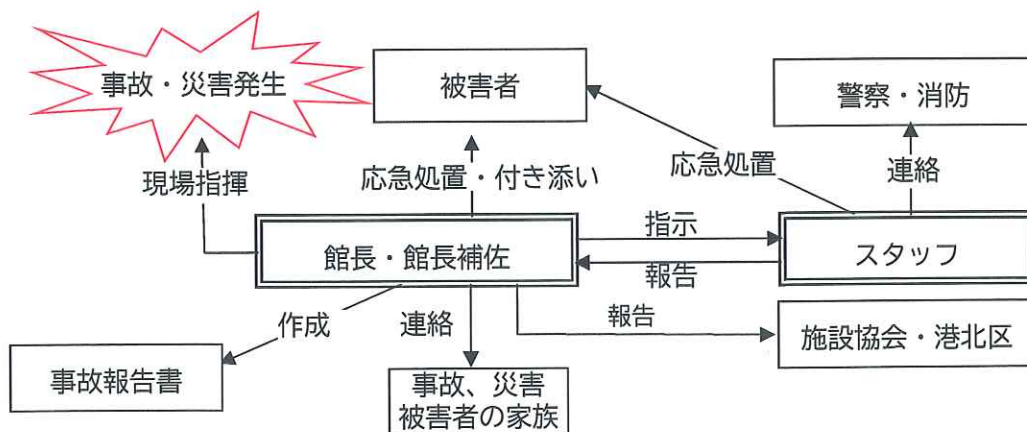 事故・災害発生
被害者
警察・消防
現場指揮
応急処置・付き添い
応急処置
連絡
館長・館長補佐
指示
報告
スタッフ
作成
連絡
報告
施設協会・港北区
事故報告書
事故、災害
被害者の家族